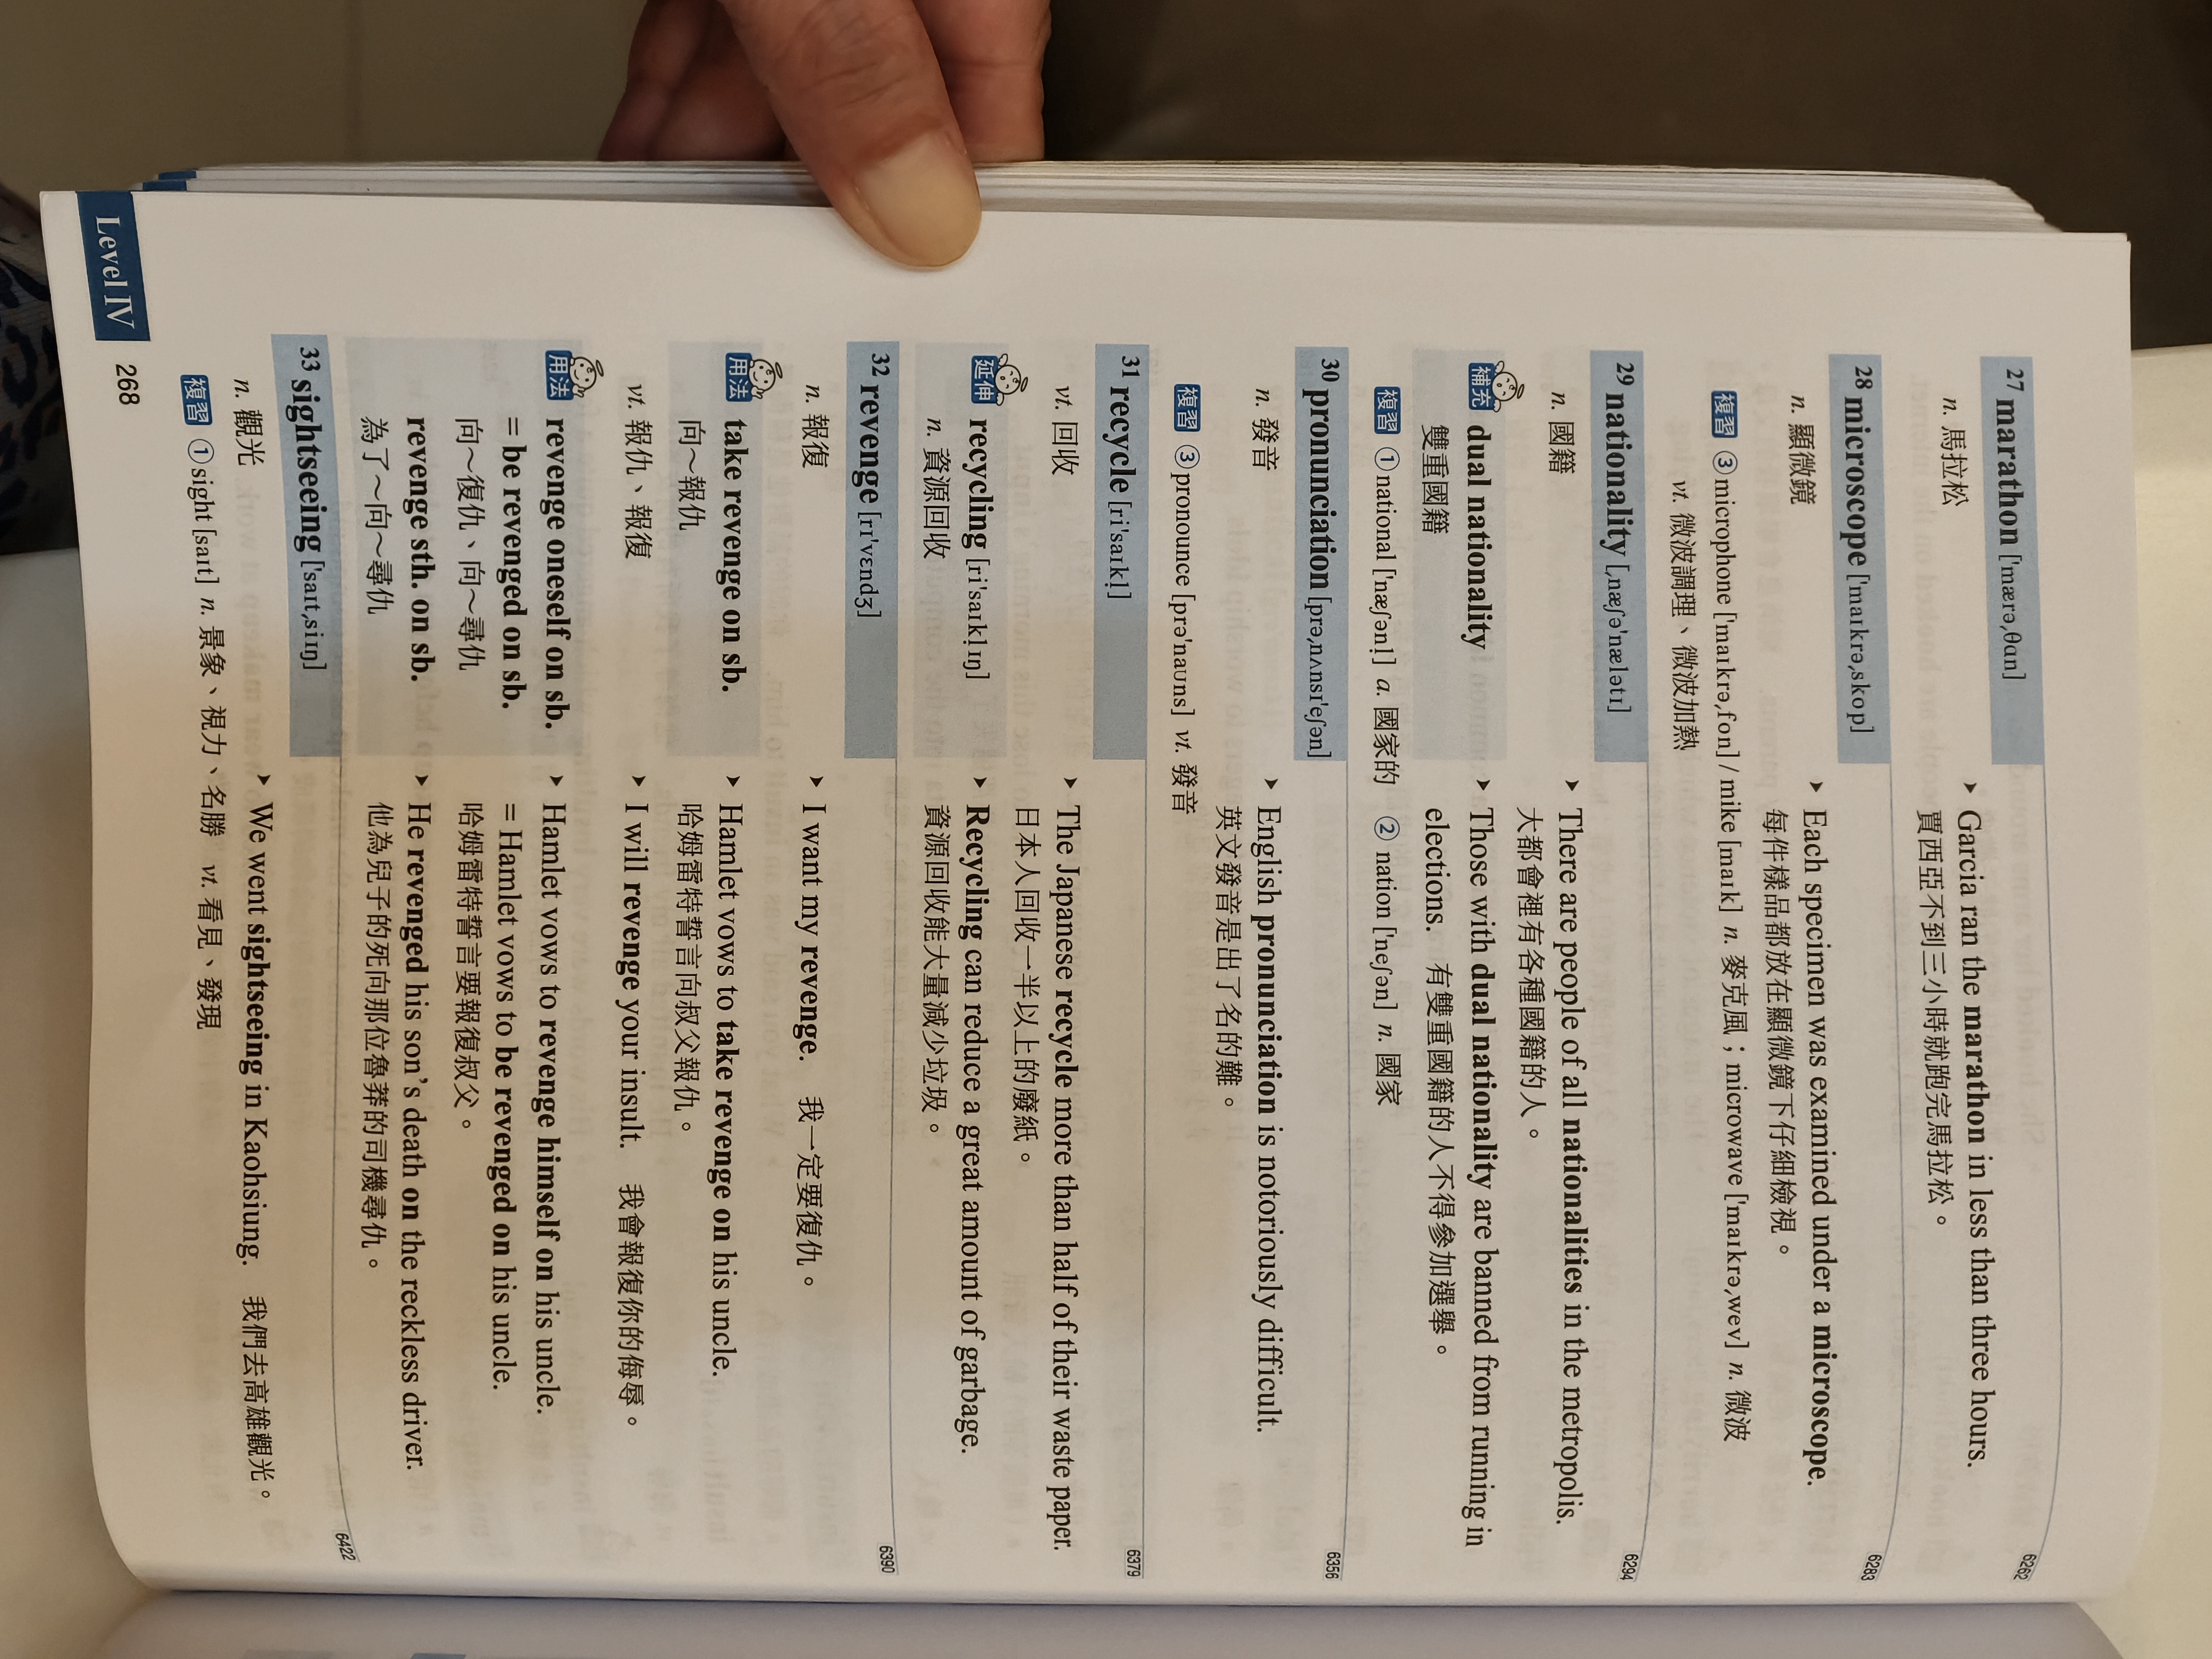 27 marathon [ˈmærəˌθɑn] 6262
n. 馬拉松
➤ Garcia ran the marathon in less than three hours.
賈西亞不到三小時就跑完馬拉松。
28 microscope [ˈmaɪkrəˌskop] 6283
n. 顯微鏡
➤ Each specimen was examined under a microscope.
每件樣品都放在顯微鏡下仔細檢視。
複習 ③ microphone [ˈmaɪkrəˌfon] / mike [maɪk] n. 麥克風；microwave [ˈmaɪkrəˌwev] n. 微波
vt. 微波調理、微波加熱
29 nationality [ˌnæʃəˈnælətɪ] 6294
n. 國籍
➤ There are people of all nationalities in the metropolis.
大都會裡有各種國籍的人。
補充 dual nationality
雙重國籍
➤ Those with dual nationality are banned from running in
elections. 有雙重國籍的人不得參加選舉。
複習 ① national [ˈnæʃən̩l] a. 國家的 ② nation [ˈneʃən] n. 國家
30 pronunciation [prəˌnʌnsɪˈeʃən] 6356
n. 發音
➤ English pronunciation is notoriously difficult.
英文發音是出了名的難。
複習 ③ pronounce [prəˈnaʊns] vt. 發音
31 recycle [riˈsaɪkl̩] 6379
vt. 回收
➤ The Japanese recycle more than half of their waste paper.
日本人回收一半以上的廢紙。
延伸 recycling [riˈsaɪkl̩ɪŋ]
n. 資源回收
➤ Recycling can reduce a great amount of garbage.
資源回收能大量減少垃圾。
32 revenge [rɪˈvɛndʒ] 6390
n. 報復
➤ I want my revenge. 我一定要復仇。
用法 take revenge on sb.
向～報仇
➤ Hamlet vows to take revenge on his uncle.
哈姆雷特誓言向叔父報仇。
vt. 報仇、報復
➤ I will revenge your insult. 我會報復你的侮辱。
用法 revenge oneself on sb.
= be revenged on sb.
向～復仇、向～尋仇
➤ Hamlet vows to revenge himself on his uncle.
= Hamlet vows to be revenged on his uncle.
哈姆雷特誓言要報復叔父。
revenge sth. on sb.
為了～向～尋仇
➤ He revenged his son's death on the reckless driver.
他為兒子的死向那位魯莽的司機尋仇。
33 sightseeing [ˈsaɪtˌsiɪŋ] 6422
n. 觀光
➤ We went sightseeing in Kaohsiung. 我們去高雄觀光。
複習 ① sight [saɪt] n. 景象、視力、名勝 vt. 看見、發現
Level IV 268